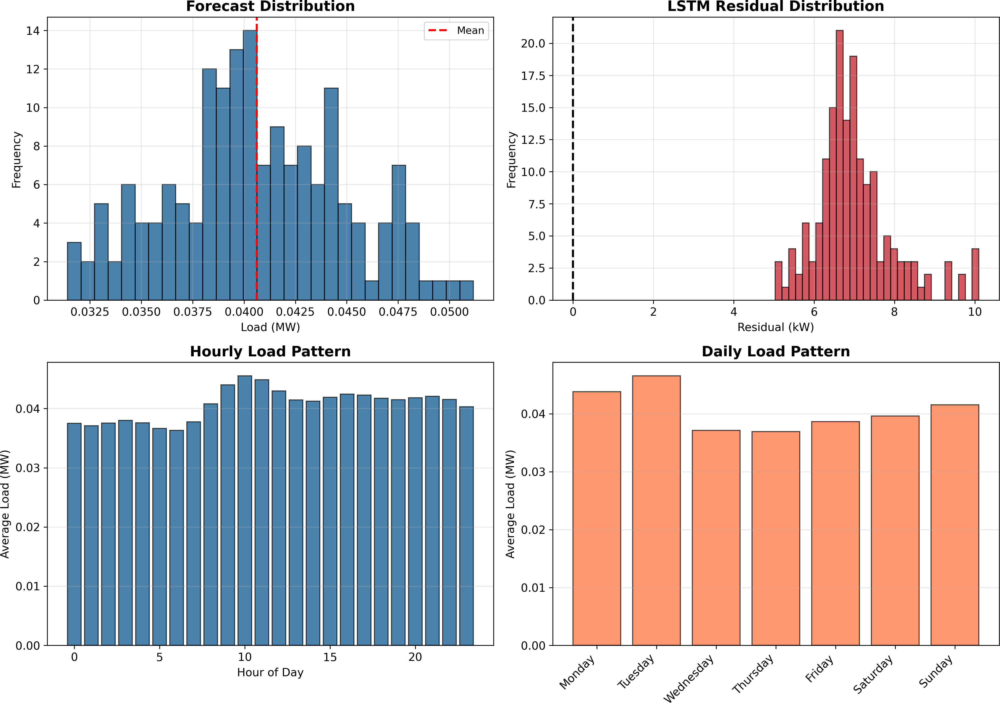 Forecast Distribution
Mean
14
12
10
8
6
4
2
0
Frequency
0.0325 0.0350 0.0375 0.0400 0.0425 0.0450 0.0475 0.0500
Load (MW)
LSTM Residual Distribution
20.0
17.5
15.0
12.5
10.0
7.5
5.0
2.5
0.0
Frequency
0 2 4 6 8 10
Residual (kW)
Hourly Load Pattern
0.04
0.03
0.02
0.01
0.00
Average Load (MW)
0 5 10 15 20
Hour of Day
Daily Load Pattern
0.04
0.03
0.02
0.01
0.00
Average Load (MW)
Monday
Tuesday
Wednesday
Thursday
Friday
Saturday
Sunday